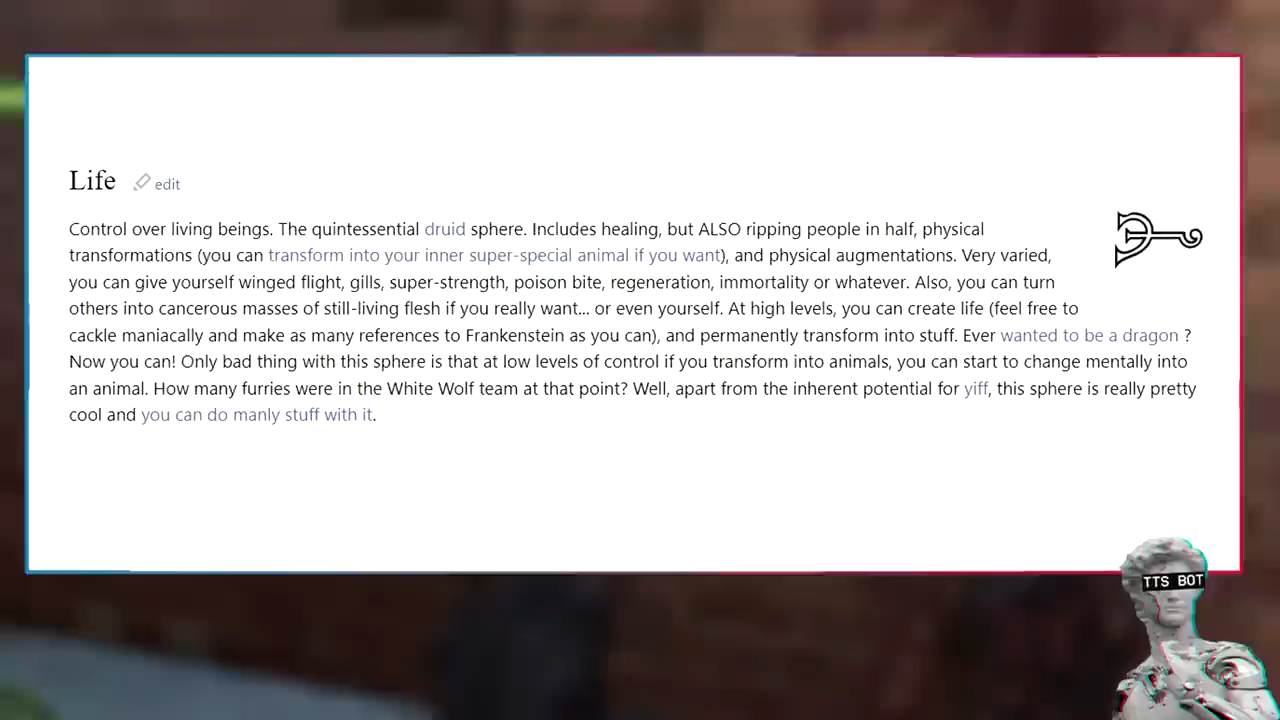 Life edit
Control over living beings. The quintessential druid sphere. Includes healing, but ALSO ripping people in half, physical
transformations (you can transform into your inner super-special animal if you want), and physical augmentations. Very varied,
you can give yourself winged flight, gills, super-strength, poison bite, regeneration, immortality or whatever. Also, you can turn
others into cancerous masses of still-living flesh if you really want... or even yourself. At high levels, you can create life (feel free to
cackle maniacally and make as many references to Frankenstein as you can), and permanently transform into stuff. Ever wanted to be a dragon ?
Now you can! Only bad thing with this sphere is that at low levels of control if you transform into animals, you can start to change mentally into
an animal. How many furries were in the White Wolf team at that point? Well, apart from the inherent potential for yiff, this sphere is really pretty
cool and you can do manly stuff with it.
TTS BOT